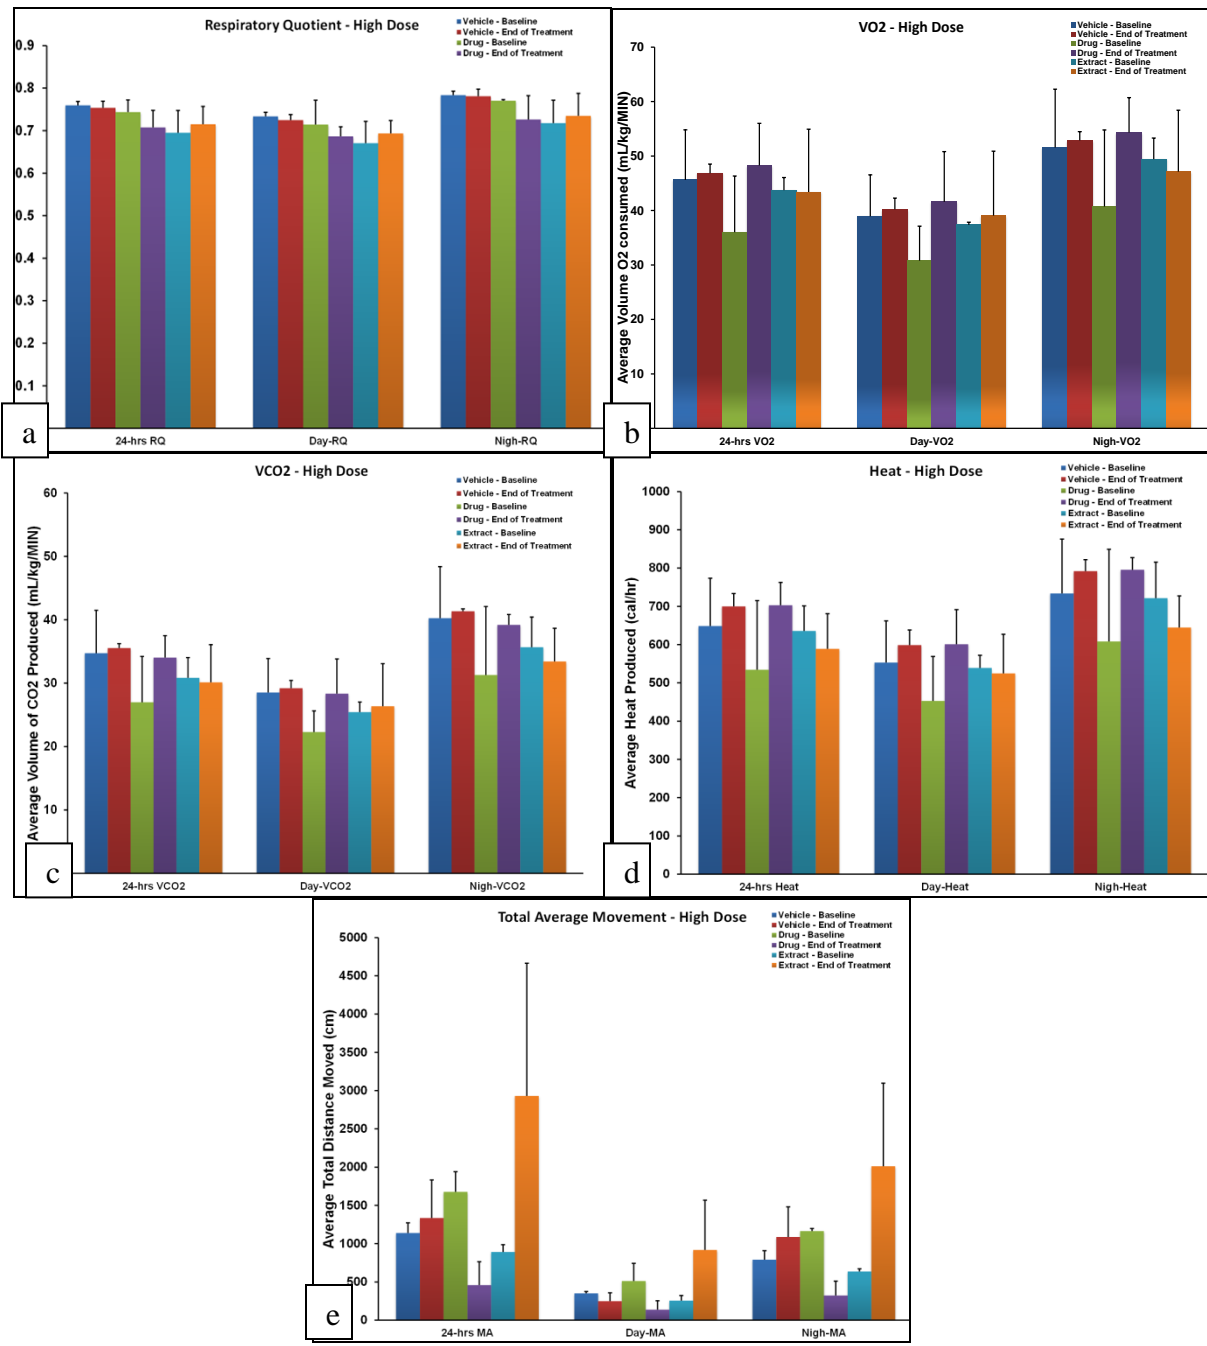 Respiratory Quotient - High Dose
Vehicle - Baseline
Vehicle - End of Treatment
Drug - Baseline
Drug - End of Treatment
0.9
0.8
0.7
0.6
0.5
0.4
0.3
0.2
0.1
24-hrs RQ
Day-RQ
Nigh-RQ
a
VO2 - High Dose
Vehicle - Baseline
Vehicle - End of Treatment
Drug - Baseline
Drug - End of Treatment
Extract - Baseline
Extract - End of Treatment
Average Volume O2 consumed (mL/kg/MIN)
70
60
50
40
30
20
10
24-hrs VO2
Day-VO2
Nigh-VO2
b
VCO2 - High Dose
Vehicle - Baseline
Vehicle - End of Treatment
Drug - Baseline
Drug - End of Treatment
Extract - Baseline
Extract - End of Treatment
Average Volume of CO2 Produced (mL/kg/MIN)
60
50
40
30
20
10
24-hrs VCO2
Day-VCO2
Nigh-VCO2
c
Heat - High Dose
Vehicle - Baseline
Vehicle - End of Treatment
Drug - Baseline
Drug - End of Treatment
Extract - Baseline
Extract - End of Treatment
Average Heat Produced (cal/hr)
1000
900
800
700
600
500
400
300
200
100
0
24-hrs Heat
Day-Heat
Nigh-Heat
d
Total Average Movement - High Dose
Vehicle - Baseline
Vehicle - End of Treatment
Drug - Baseline
Drug - End of Treatment
Extract - Baseline
Extract - End of Treatment
Average Total Distance Moved (cm)
5000
4500
4000
3500
3000
2500
2000
1500
1000
500
0
24-hrs MA
Day-MA
Nigh-MA
e